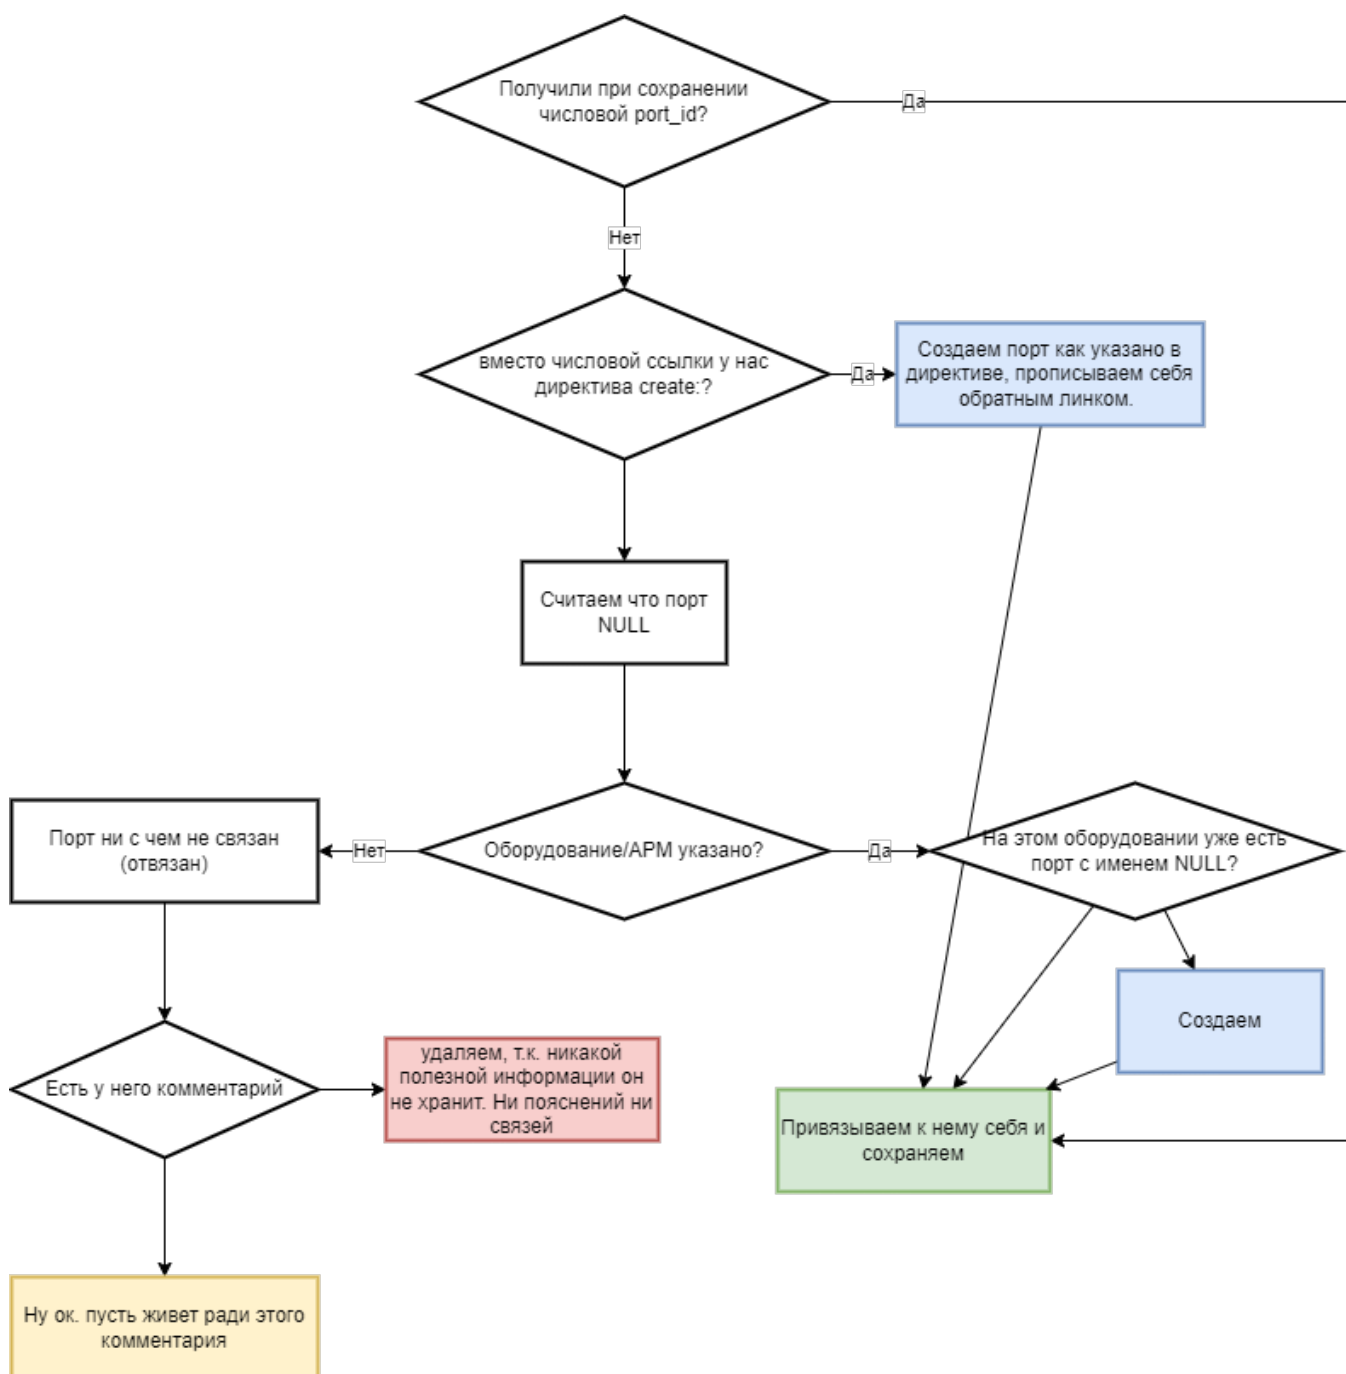 Получили при сохранении
числовой port_id?
Да
Нет
вместо числовой ссылки у нас
директива create:?
Да
Создаем порт как указано в
директиве, прописываем себя
обратным линком.
Считаем что порт
NULL
Порт ни с чем не связан
(отвязан)
Нет
Оборудование/АРМ указано?
Да
На этом оборудовании уже есть
порт с именем NULL?
Создаем
Есть у него комментарий
удаляем, т.к. никакой
полезной информации он
не хранит. Ни пояснений ни
связей
Привязываем к нему себя и
сохраняем
Ну ок. пусть живет ради этого
комментария